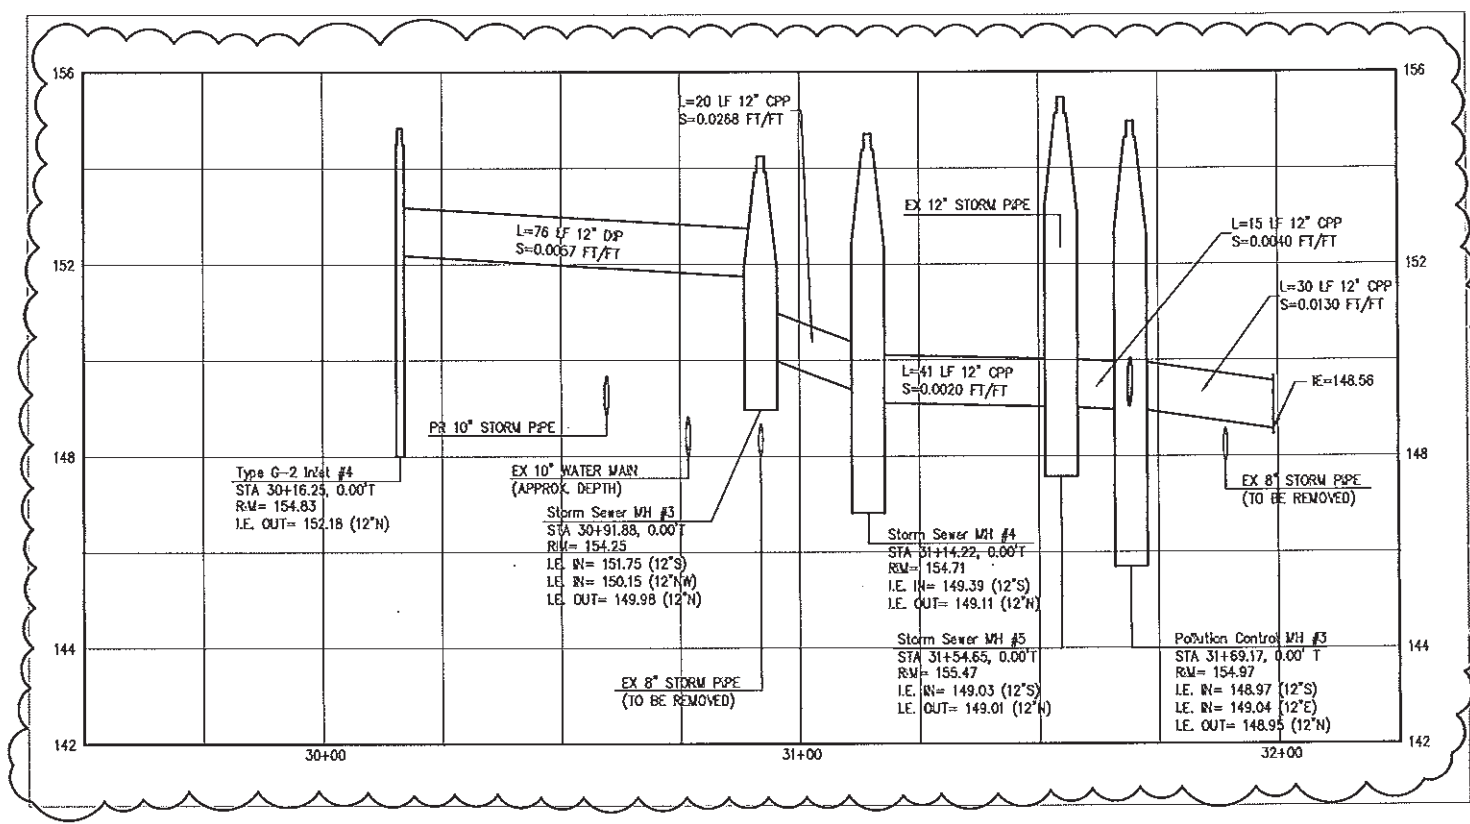 156
156
L=20 LF 12" CPP
S=0.0268 FT/FT
EX 12" STORM PIPE
L=15 LF 12" CPP
S=0.0040 FT/FT
L=76 LF 12" DIP
S=0.0057 FT/FT
152
152
L=30 LF 12" CPP
S=0.0130 FT/FT
L=41 LF 12" CPP
S=0.0020 FT/FT
IE=148.56
PR 10" STORM PIPE
148
148
Type G-2 Inlet #4
STA 30+16.25, 0.00'T
RIM= 154.83
I.E. OUT= 152.18 (12"N)
EX 10" WATER MAIN
(APPROX. DEPTH)
EX 8" STORM PIPE
(TO BE REMOVED)
Storm Sewer MH #3
STA 30+91.88, 0.00'T
RIM= 154.25
I.E. IN= 151.75 (12"S)
I.E. IN= 150.15 (12"NW)
I.E. OUT= 149.98 (12"N)
Storm Sewer MH #4
STA 31+14.22, 0.00'T
RIM= 154.71
I.E. IN= 149.39 (12"S)
I.E. OUT= 149.11 (12"N)
144
144
Storm Sewer MH #5
STA 31+54.65, 0.00'T
RIM= 155.47
I.E. IN= 149.03 (12"S)
I.E. OUT= 149.01 (12"N)
Pollution Control MH #3
STA 31+69.17, 0.00' T
RIM= 154.97
I.E. IN= 148.97 (12"S)
I.E. IN= 149.04 (12"E)
I.E. OUT= 148.95 (12"N)
EX 8" STORM PIPE
(TO BE REMOVED)
142
142
30+00
31+00
32+00